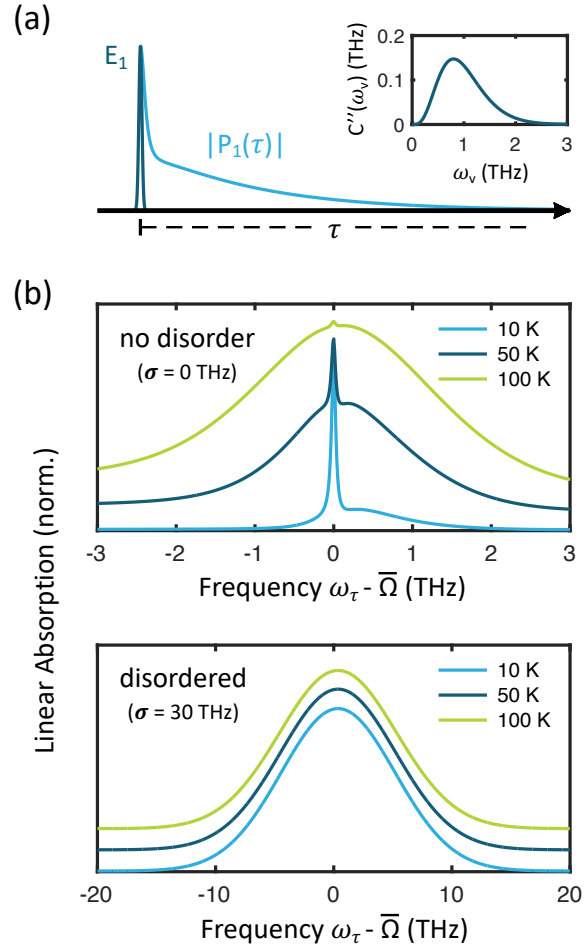 (a)
E₁
|P₁(τ)|
τ
C′′(ωᵥ) (THz)
0.2
0.1
0
0 1 2 3
ωᵥ (THz)
(b)
Linear Absorption (norm.)
no disorder
(σ = 0 THz)
10 K
50 K
100 K
-3 -2 -1 0 1 2 3
Frequency ω_τ - Ω̅ (THz)
disordered
(σ = 30 THz)
10 K
50 K
100 K
-20 -10 0 10 20
Frequency ω_τ - Ω̅ (THz)